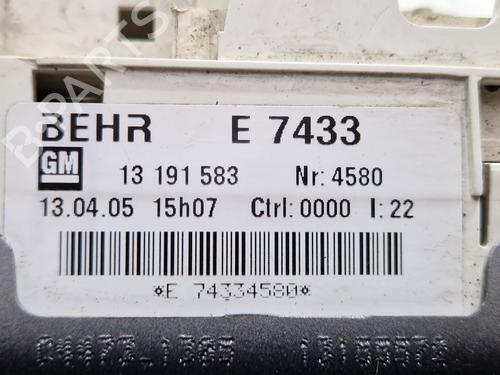 BEHR E 7433
GM 13 191 583 Nr: 4580
13.04.05 15h07 Ctrl: 0000 I: 22
*E 74334580*